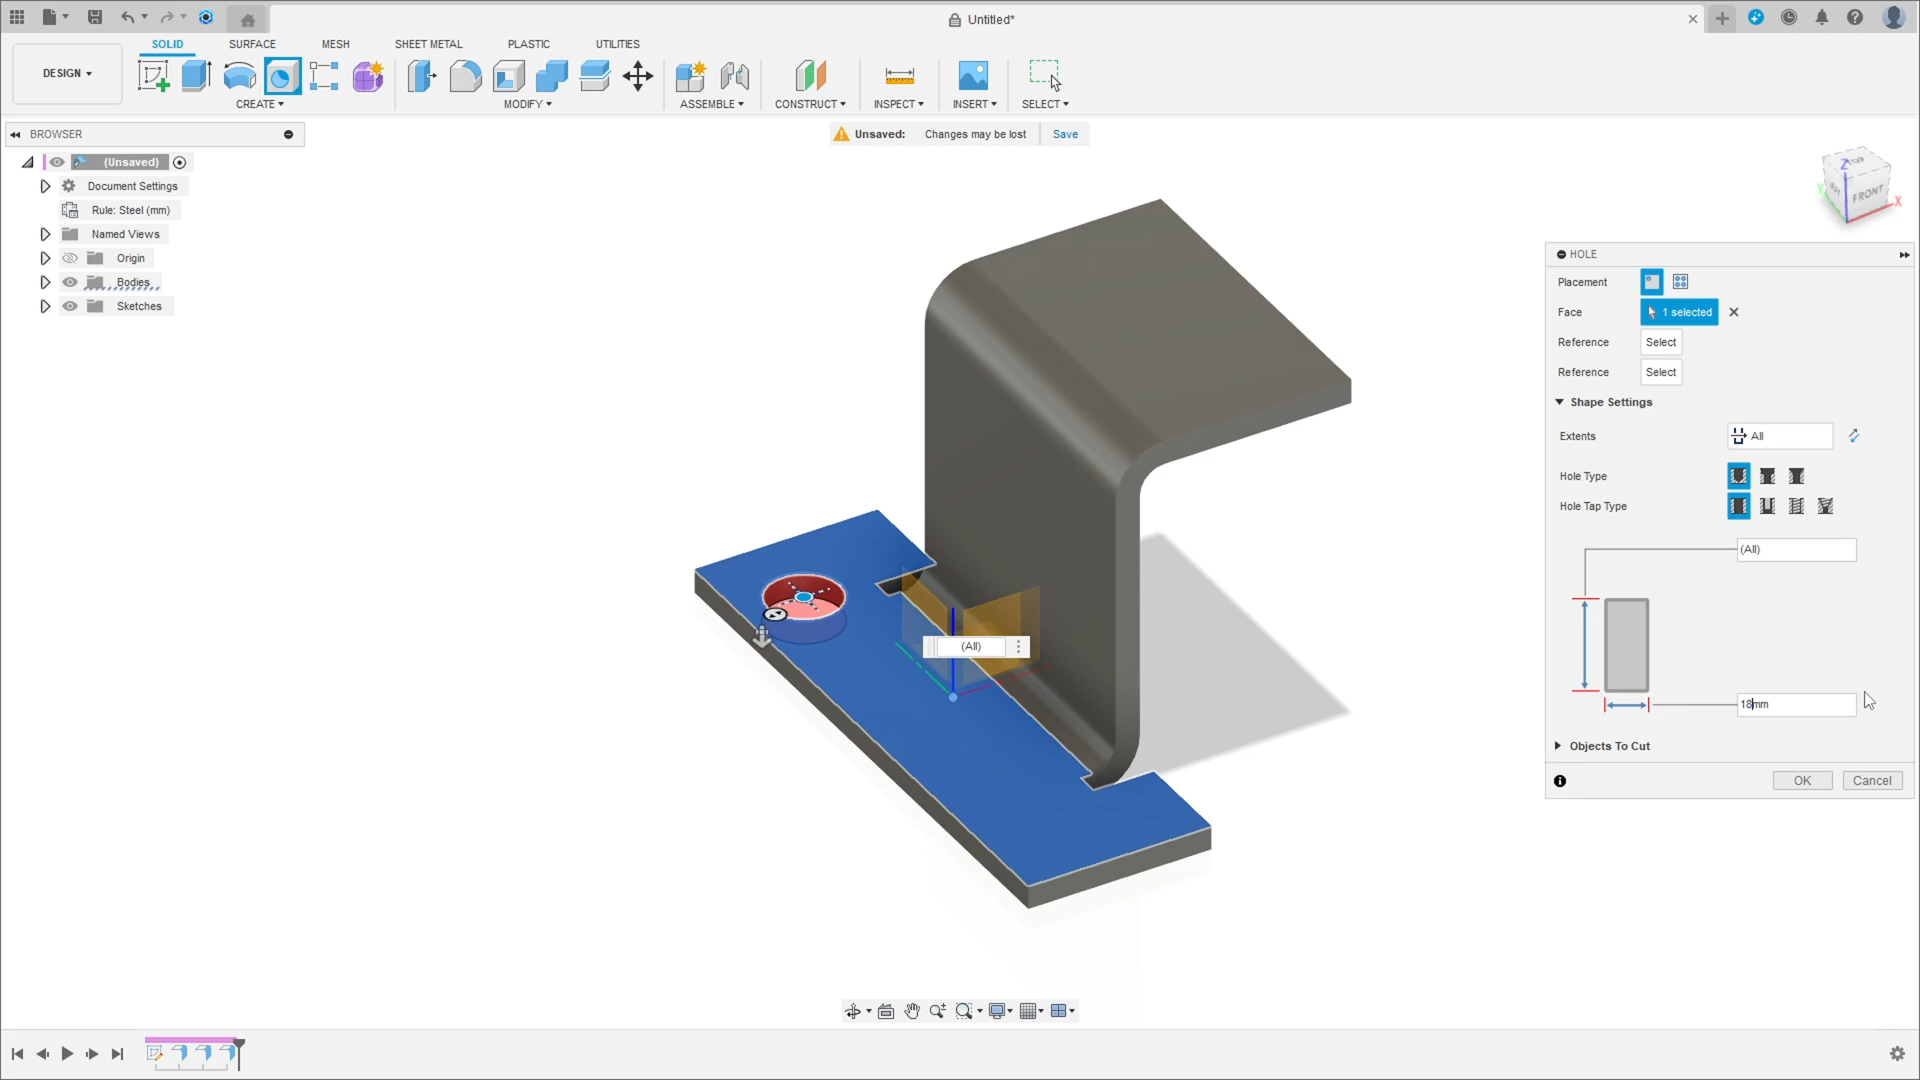 Untitled*
DESIGN
SOLID
SURFACE
MESH
SHEET METAL
PLASTIC
UTILITIES
CREATE
MODIFY
ASSEMBLE
CONSTRUCT
INSPECT
INSERT
SELECT
BROWSER
Unsaved: Changes may be lost Save
(Unsaved)
Document Settings
Rule: Steel (mm)
Named Views
Origin
Bodies
Sketches
TOP
FRONT
Z
Y
X
HOLE
Placement
Face 1 selected
Reference Select
Reference Select
Shape Settings
Extents All
Hole Type
Hole Tap Type
(All)
18mm
Objects To Cut
OK Cancel
(All)